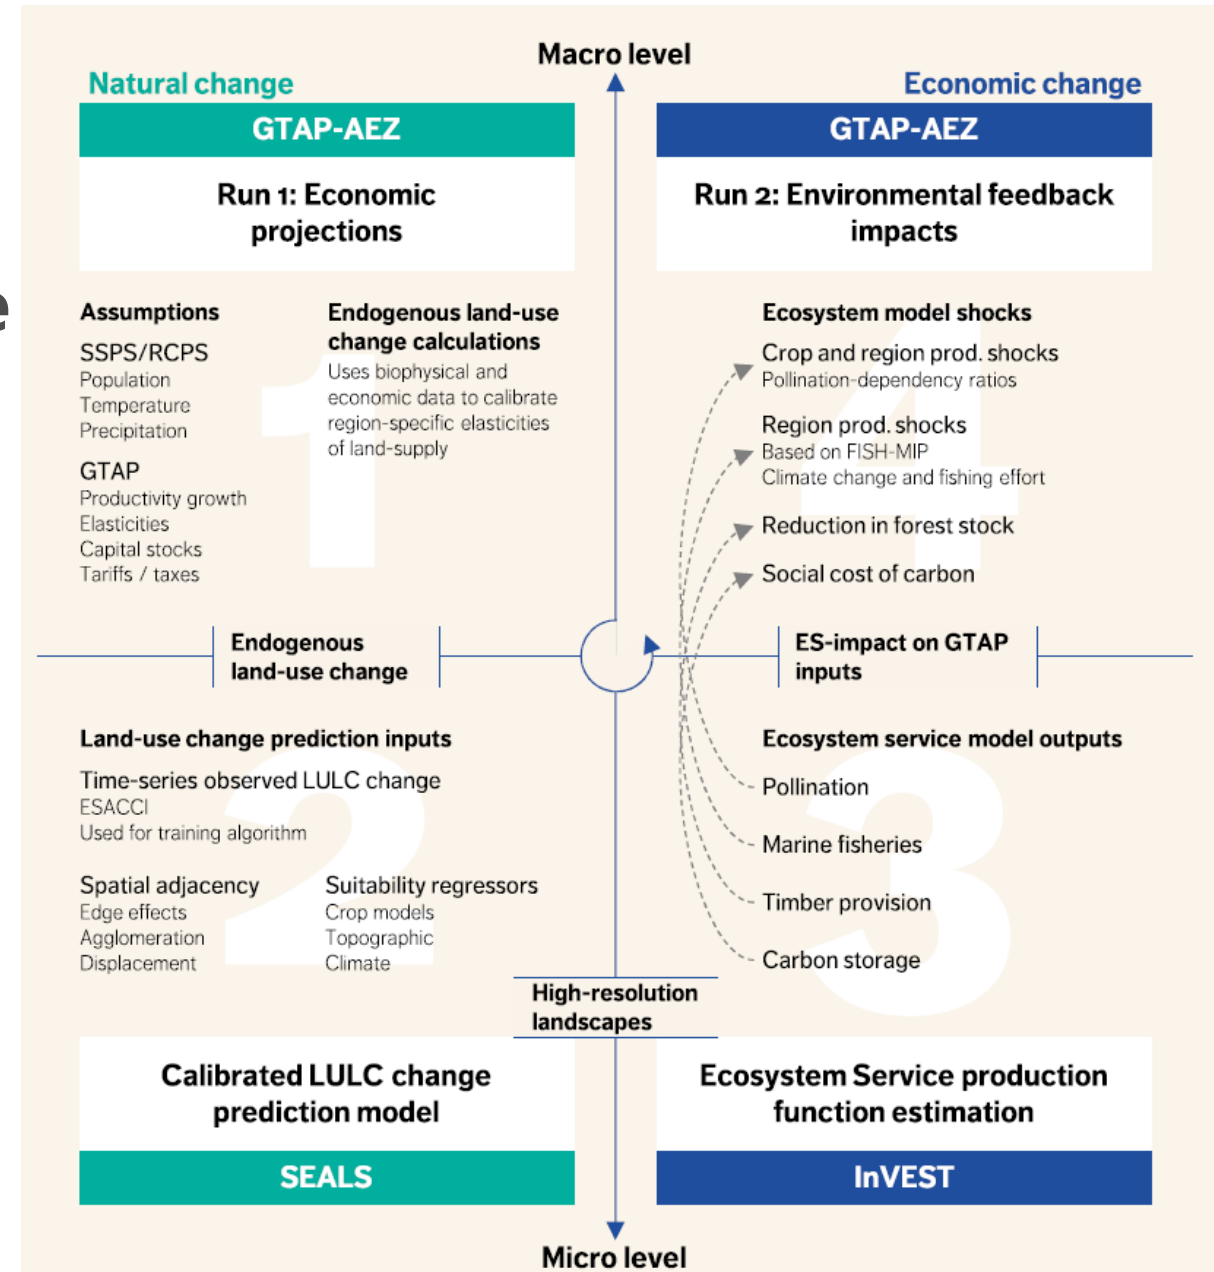 Macro level
Natural change
Economic change
GTAP-AEZ
Run 1: Economic
projections
GTAP-AEZ
Run 2: Environmental feedback
impacts
e
1
Assumptions
SSPS/RCPS
Population
Temperature
Precipitation
GTAP
Productivity growth
Elasticities
Capital stocks
Tariffs / taxes
Endogenous land-use
change calculations
Uses biophysical and
economic data to calibrate
region-specific elasticities
of land-supply
4
Ecosystem model shocks
Crop and region prod. shocks
Pollination-dependency ratios
Region prod. shocks
Based on FISH-MIP
Climate change and fishing effort
Reduction in forest stock
Social cost of carbon
Endogenous
land-use change
ES-impact on GTAP
inputs
2
Land-use change prediction inputs
Time-series observed LULC change
ESACCI
Used for training algorithm
Spatial adjacency
Edge effects
Agglomeration
Displacement
Suitability regressors
Crop models
Topographic
Climate
3
Ecosystem service model outputs
Pollination
Marine fisheries
Timber provision
Carbon storage
High-resolution
landscapes
Calibrated LULC change
prediction model
SEALS
Ecosystem Service production
function estimation
InVEST
Micro level